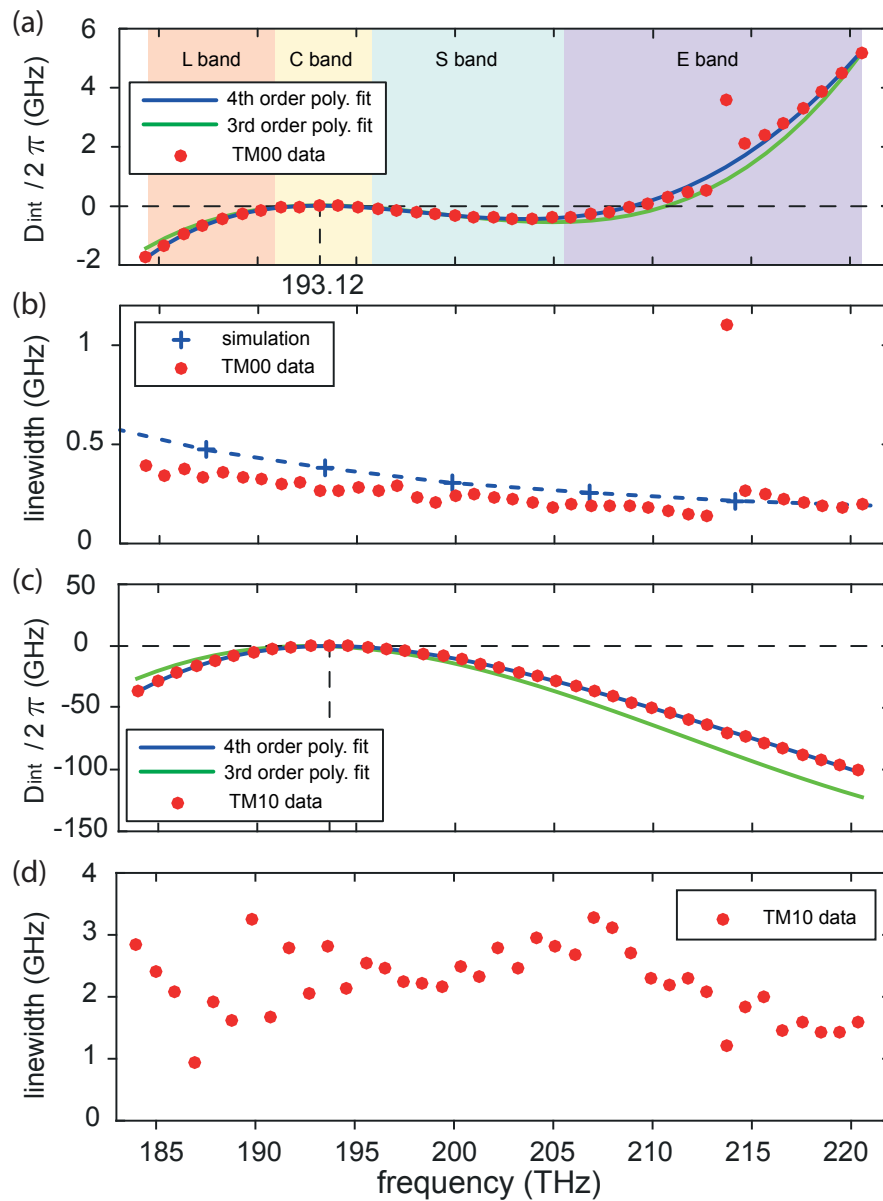 (a)
6
4
2
0
-2
Dint / 2 π (GHz)
L band
C band
S band
E band
4th order poly. fit
3rd order poly. fit
TM00 data
193.12
(b)
1
0.5
0
linewidth (GHz)
simulation
TM00 data
(c)
50
0
-50
-100
-150
Dint / 2 π (GHz)
4th order poly. fit
3rd order poly. fit
TM10 data
(d)
4
3
2
1
0
linewidth (GHz)
TM10 data
185 190 195 200 205 210 215 220
frequency (THz)